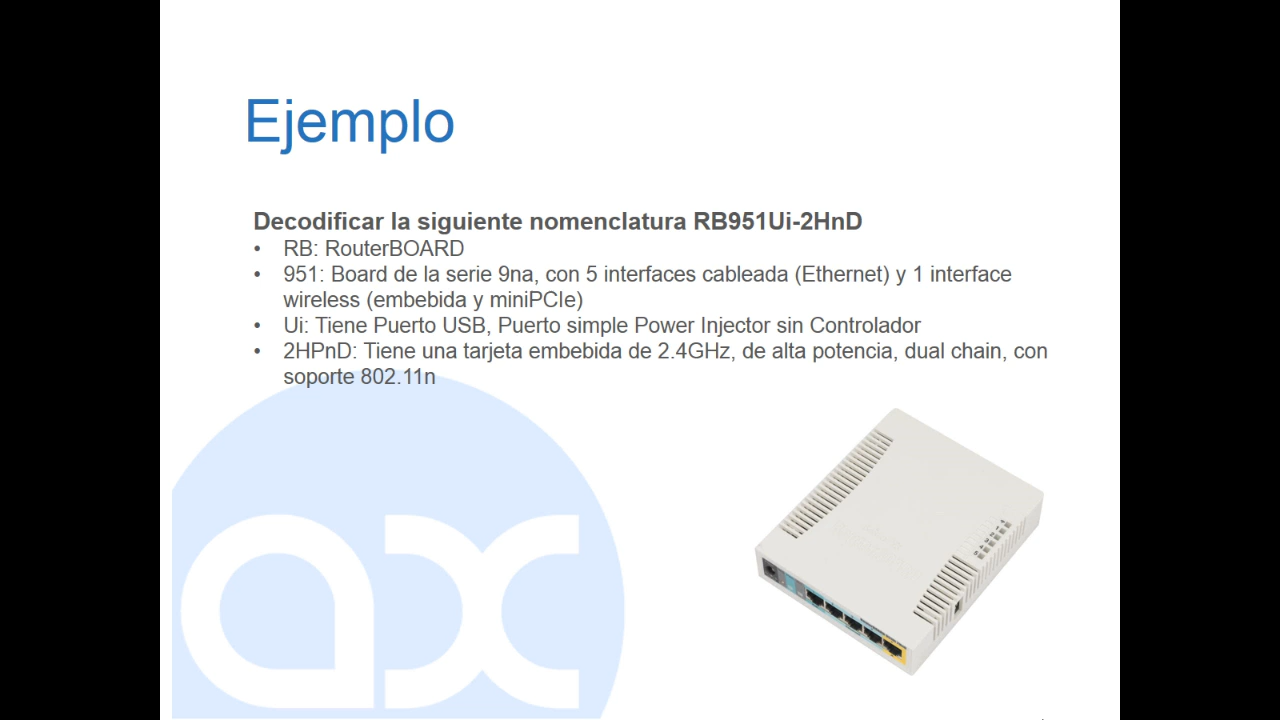 Ejemplo
Decodificar la siguiente nomenclatura RB951Ui-2HnD
• RB: RouterBOARD
• 951: Board de la serie 9na, con 5 interfaces cableada (Ethernet) y 1 interface
wireless (embebida y miniPCIe)
• Ui: Tiene Puerto USB, Puerto simple Power Injector sin Controlador
• 2HPnD: Tiene una tarjeta embebida de 2.4GHz, de alta potencia, dual chain, con
soporte 802.11n
ax